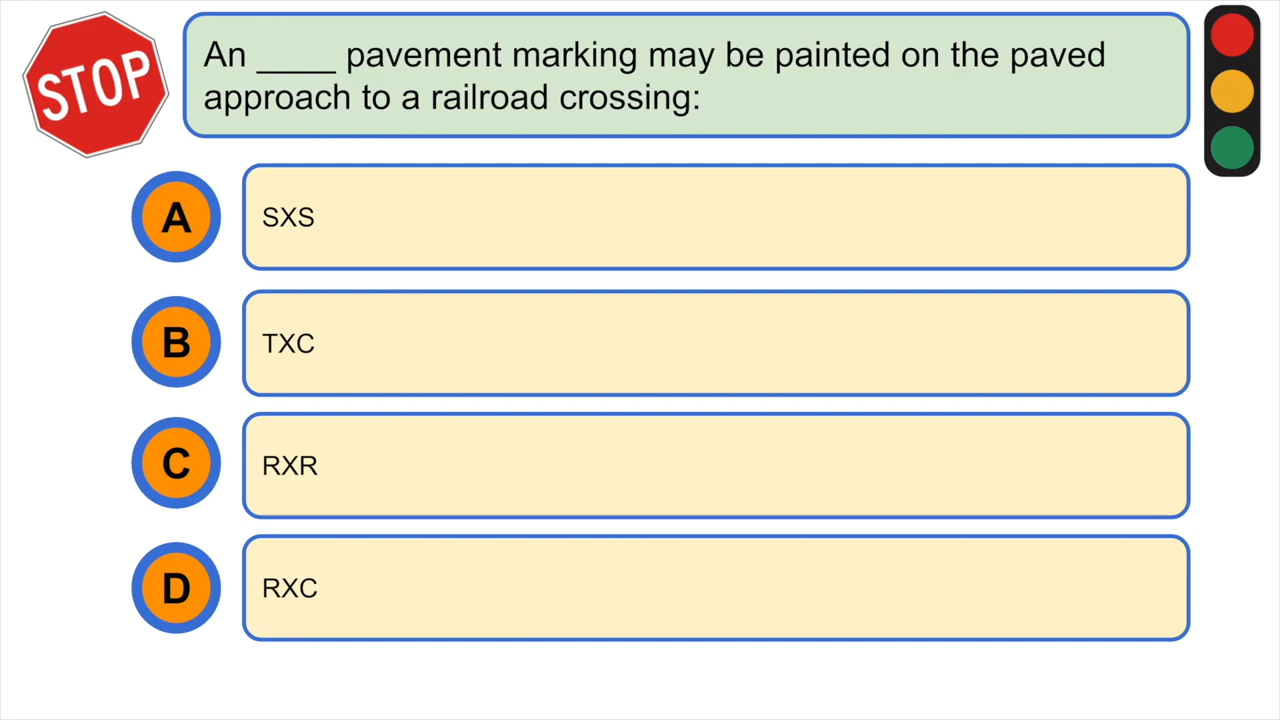 STOP
An _____ pavement marking may be painted on the paved
approach to a railroad crossing:
A
SXS
B
TXC
C
RXR
D
RXC